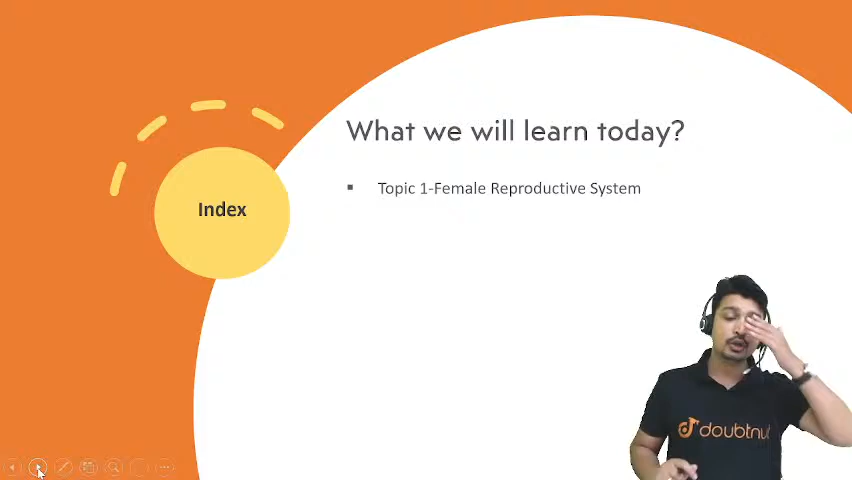 What we will learn today?
Index
▪ Topic 1-Female Reproductive System
doubtnut